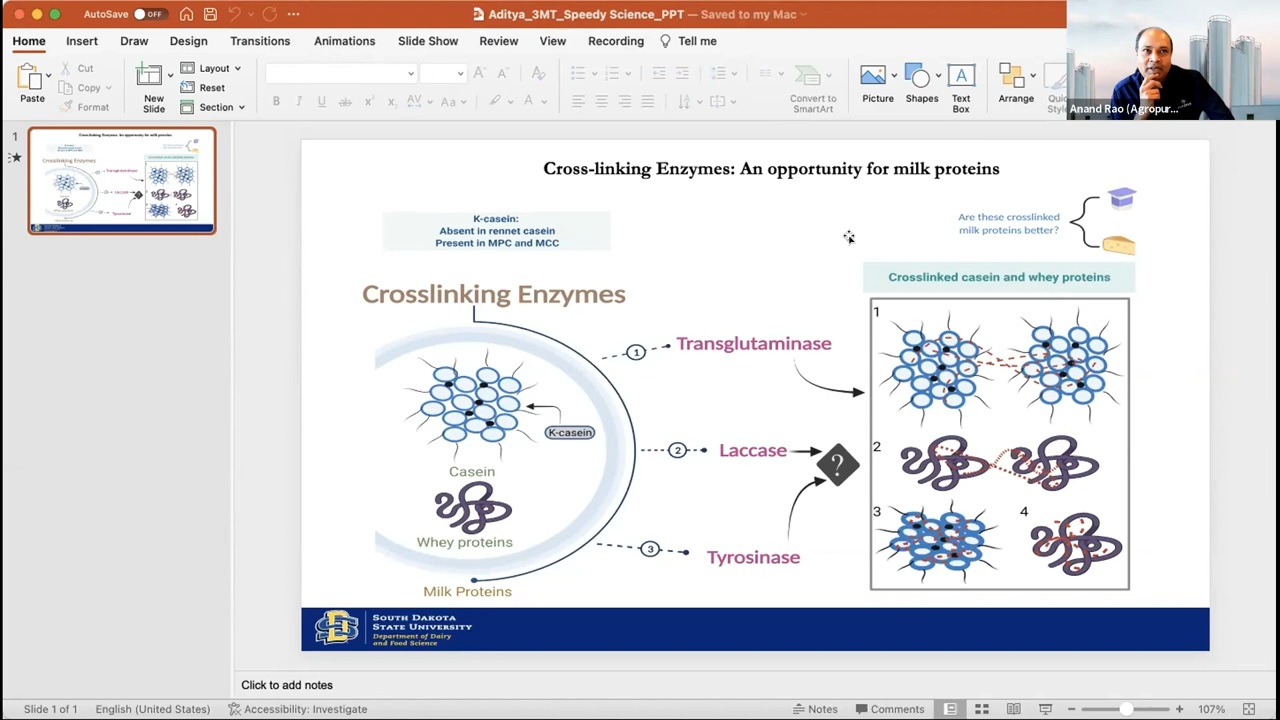 AutoSave OFF
Aditya_3MT_Speedy Science_PPT — Saved to my Mac
Home Insert Draw Design Transitions Animations Slide Show Review View Recording Tell me
Paste
Cut
Copy
Format
New Slide
Layout
Reset
Section
Convert to SmartArt
Picture
Shapes
Text Box
Arrange
Anand Rao (Agropur...
1
Cross-linking Enzymes: An opportunity for milk proteins
K-casein:
Absent in rennet casein
Present in MPC and MCC
Are these crosslinked
milk proteins better?
Crosslinked casein and whey proteins
Crosslinking Enzymes
1
Transglutaminase
K-casein
Casein
2
Laccase
?
Whey proteins
3
Tyrosinase
Milk Proteins
1
2
3
4
South Dakota
State University
Department of Dairy
and Food Science
Click to add notes
Slide 1 of 1 English (United States) Accessibility: Investigate Notes Comments 107%